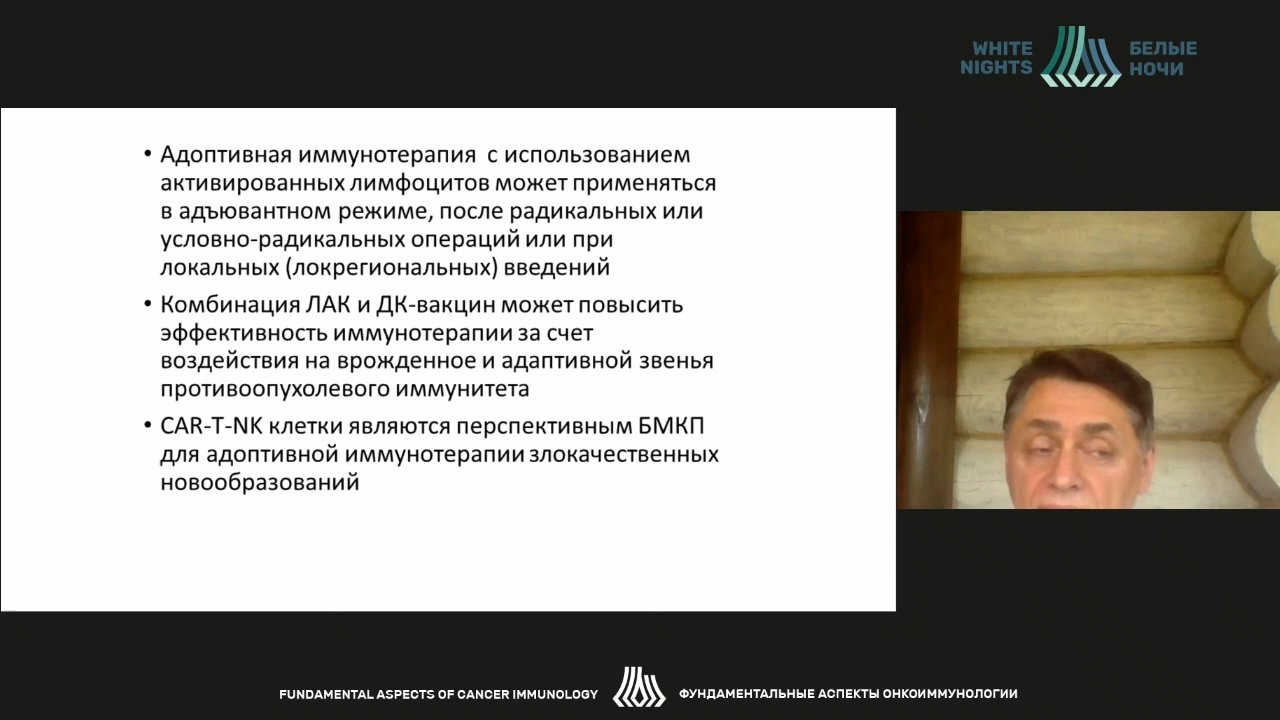 WHITE
NIGHTS
БЕЛЫЕ
НОЧИ
• Адоптивная иммунотерапия с использованием
активированных лимфоцитов может применяться
в адъювантном режиме, после радикальных или
условно-радикальных операций или при
локальных (локрегиональных) введений
• Комбинация ЛАК и ДК-вакцин может повысить
эффективность иммунотерапии за счет
воздействия на врожденное и адаптивной звенья
противоопухолевого иммунитета
• CAR-T-NK клетки являются перспективным БМКП
для адоптивной иммунотерапии злокачественных
новообразований
FUNDAMENTAL ASPECTS OF CANCER IMMUNOLOGY
ФУНДАМЕНТАЛЬНЫЕ АСПЕКТЫ ОНКОИММУНОЛОГИИ